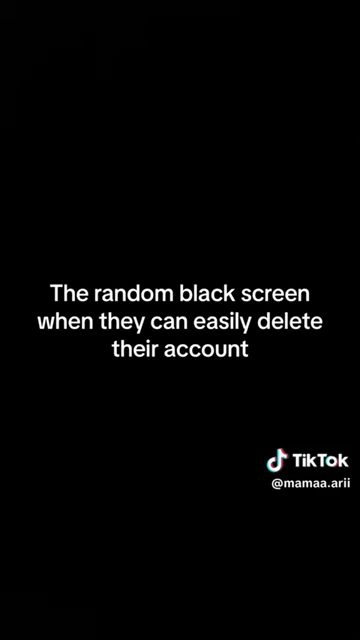 The random black screen
when they can easily delete
their account
TikTok
@mamaa.arii